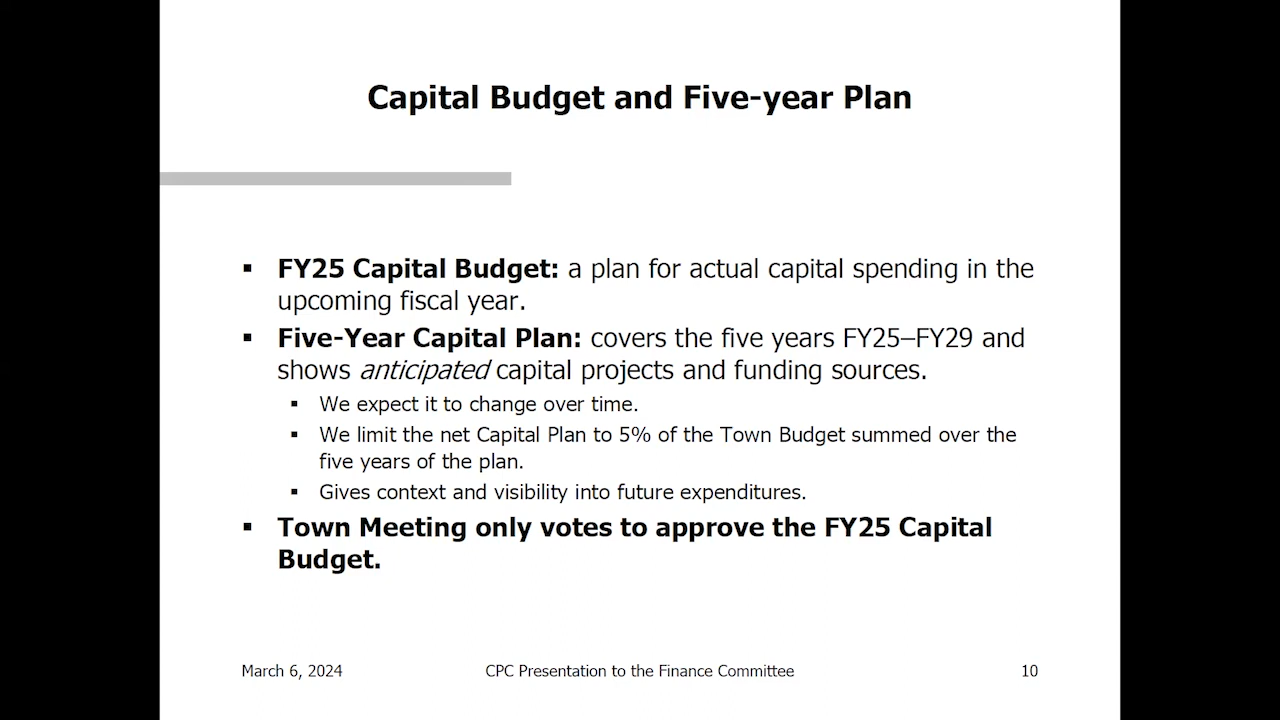 Capital Budget and Five-year Plan
▪ FY25 Capital Budget: a plan for actual capital spending in the
upcoming fiscal year.
▪ Five-Year Capital Plan: covers the five years FY25–FY29 and
shows anticipated capital projects and funding sources.
▪ We expect it to change over time.
▪ We limit the net Capital Plan to 5% of the Town Budget summed over the
five years of the plan.
▪ Gives context and visibility into future expenditures.
▪ Town Meeting only votes to approve the FY25 Capital
Budget.
March 6, 2024 CPC Presentation to the Finance Committee 10